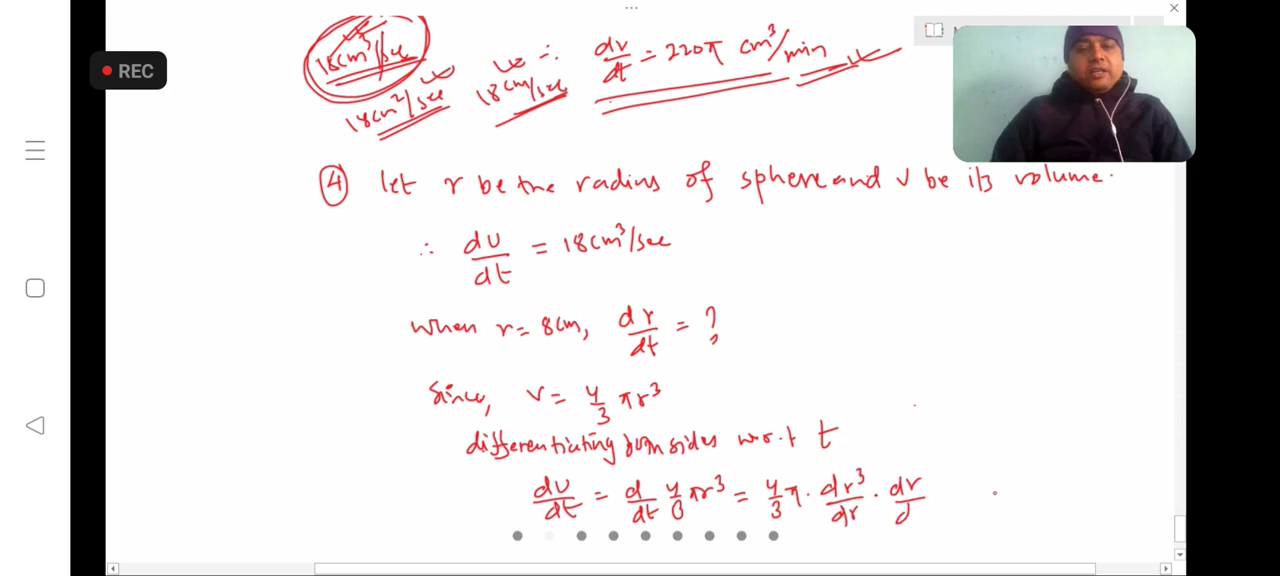 REC
18cm³/sec
18cm²/sec
18cm/sec
∴ dv/dt = 220π cm³/min
④ let r be the radius of sphere and v be its volume.
∴ dv/dt = 18cm³/sec
when r = 8cm, dr/dt = ?
Since, v = 4/3 πr³
differentiating both sides w.r.t t
dv/dt = d/dt 4/3 πr³ = 4/3 π · dr³/dr · dr/d